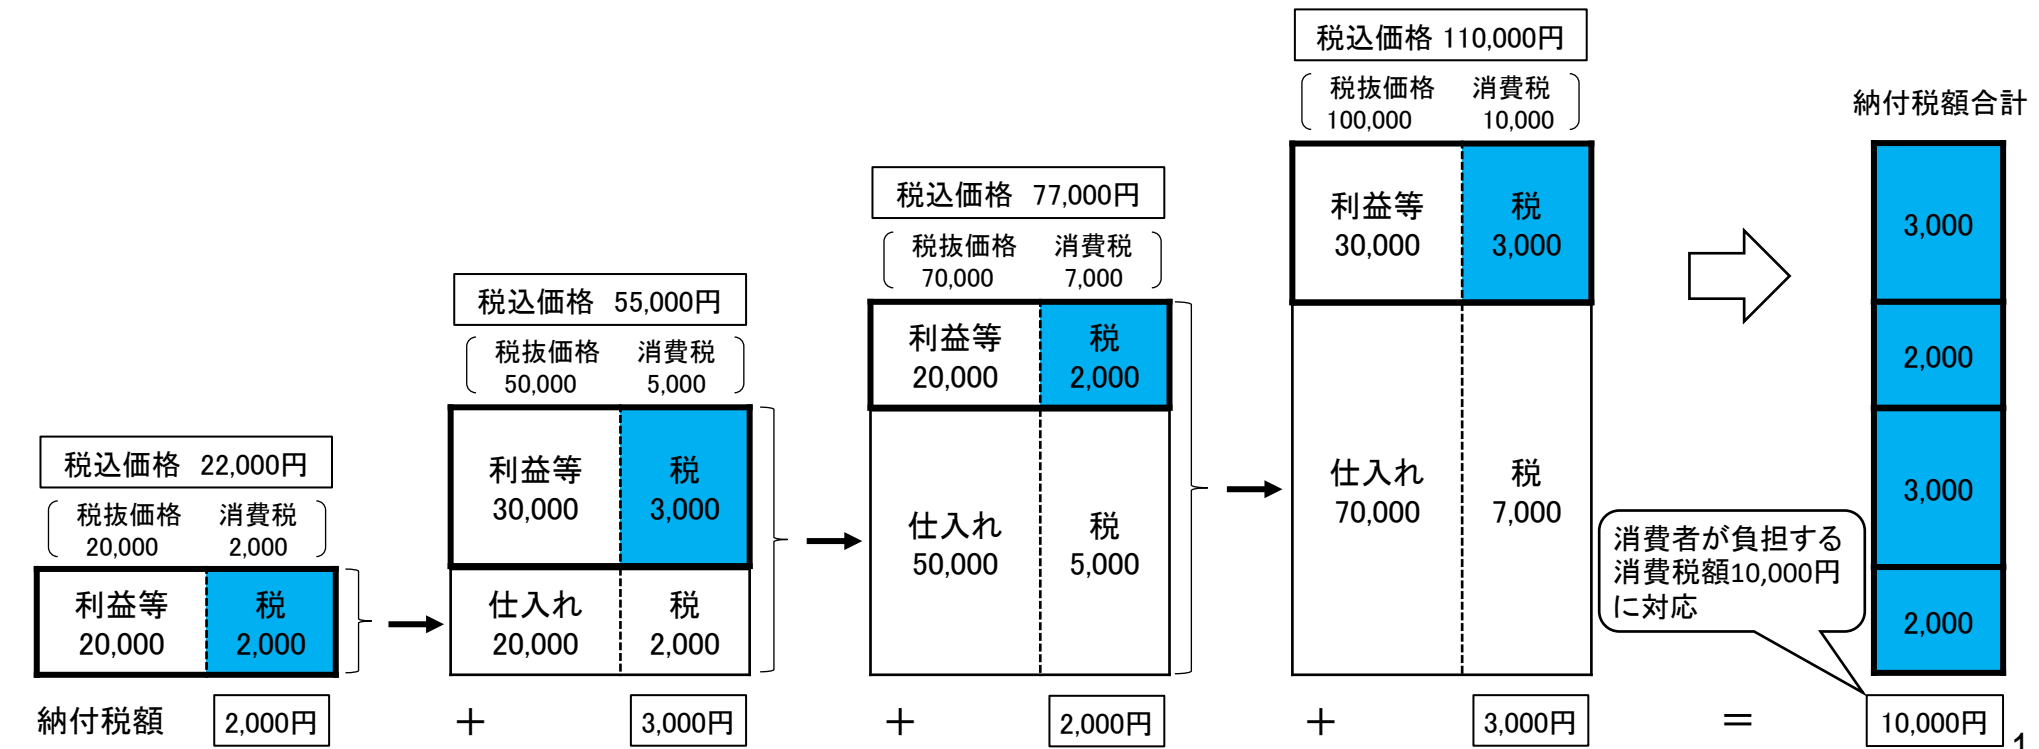 税込価格 22,000円
税抜価格 消費税
20,000 2,000
利益等 税
20,000 2,000
税込価格 55,000円
税抜価格 消費税
50,000 5,000
利益等 税
30,000 3,000
仕入れ 税
20,000 2,000
税込価格 77,000円
税抜価格 消費税
70,000 7,000
利益等 税
20,000 2,000
仕入れ 税
50,000 5,000
税込価格 110,000円
税抜価格 消費税
100,000 10,000
利益等 税
30,000 3,000
仕入れ 税
70,000 7,000
納付税額合計
3,000
2,000
3,000
2,000
消費者が負担する
消費税額10,000円
に対応
納付税額 2,000円 + 3,000円 + 2,000円 + 3,000円 = 10,000円
1